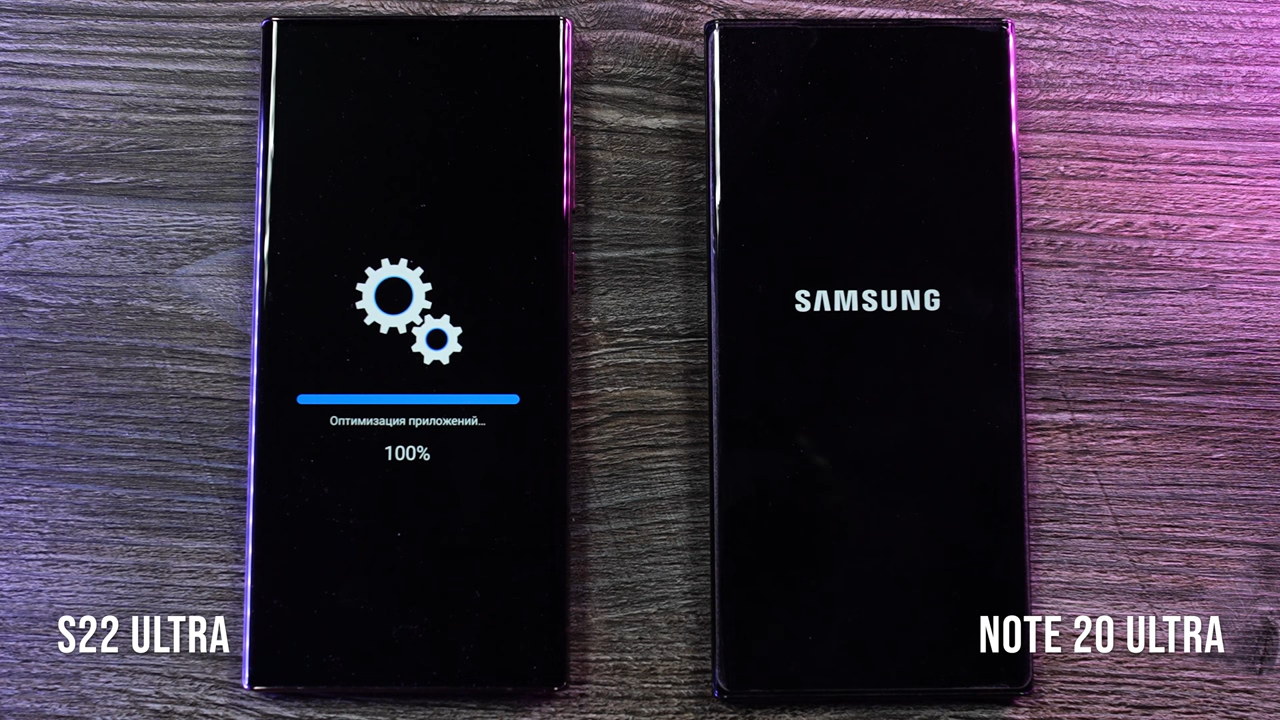 Оптимизация приложений...
100%
SAMSUNG
S22 ULTRA
NOTE 20 ULTRA